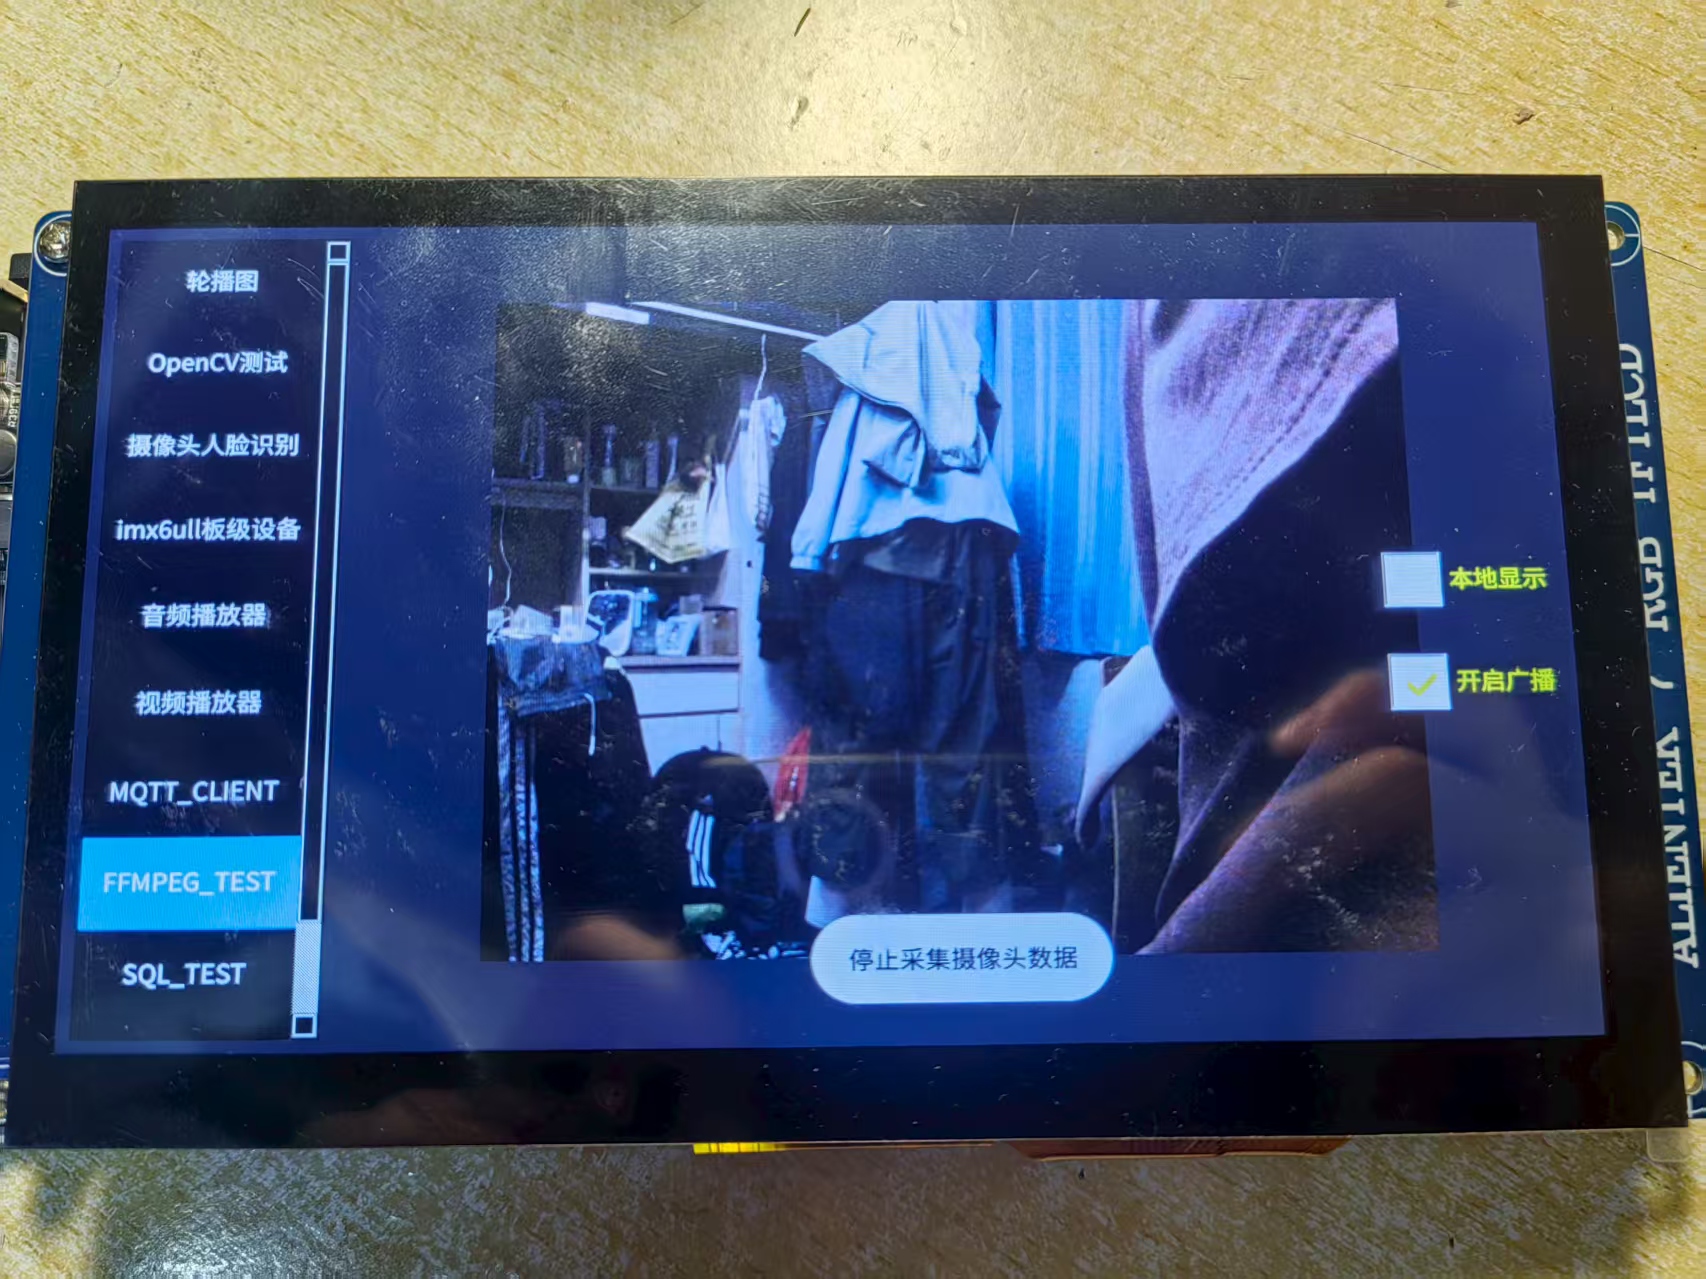 轮播图
OpenCV测试
摄像头人脸识别
imx6ull板级设备
音频播放器
视频播放器
MQTT_CLIENT
FFMPEG_TEST
SQL_TEST
本地显示
开启广播
停止采集摄像头数据
ALIENTEK 7 RGB TFTLCD